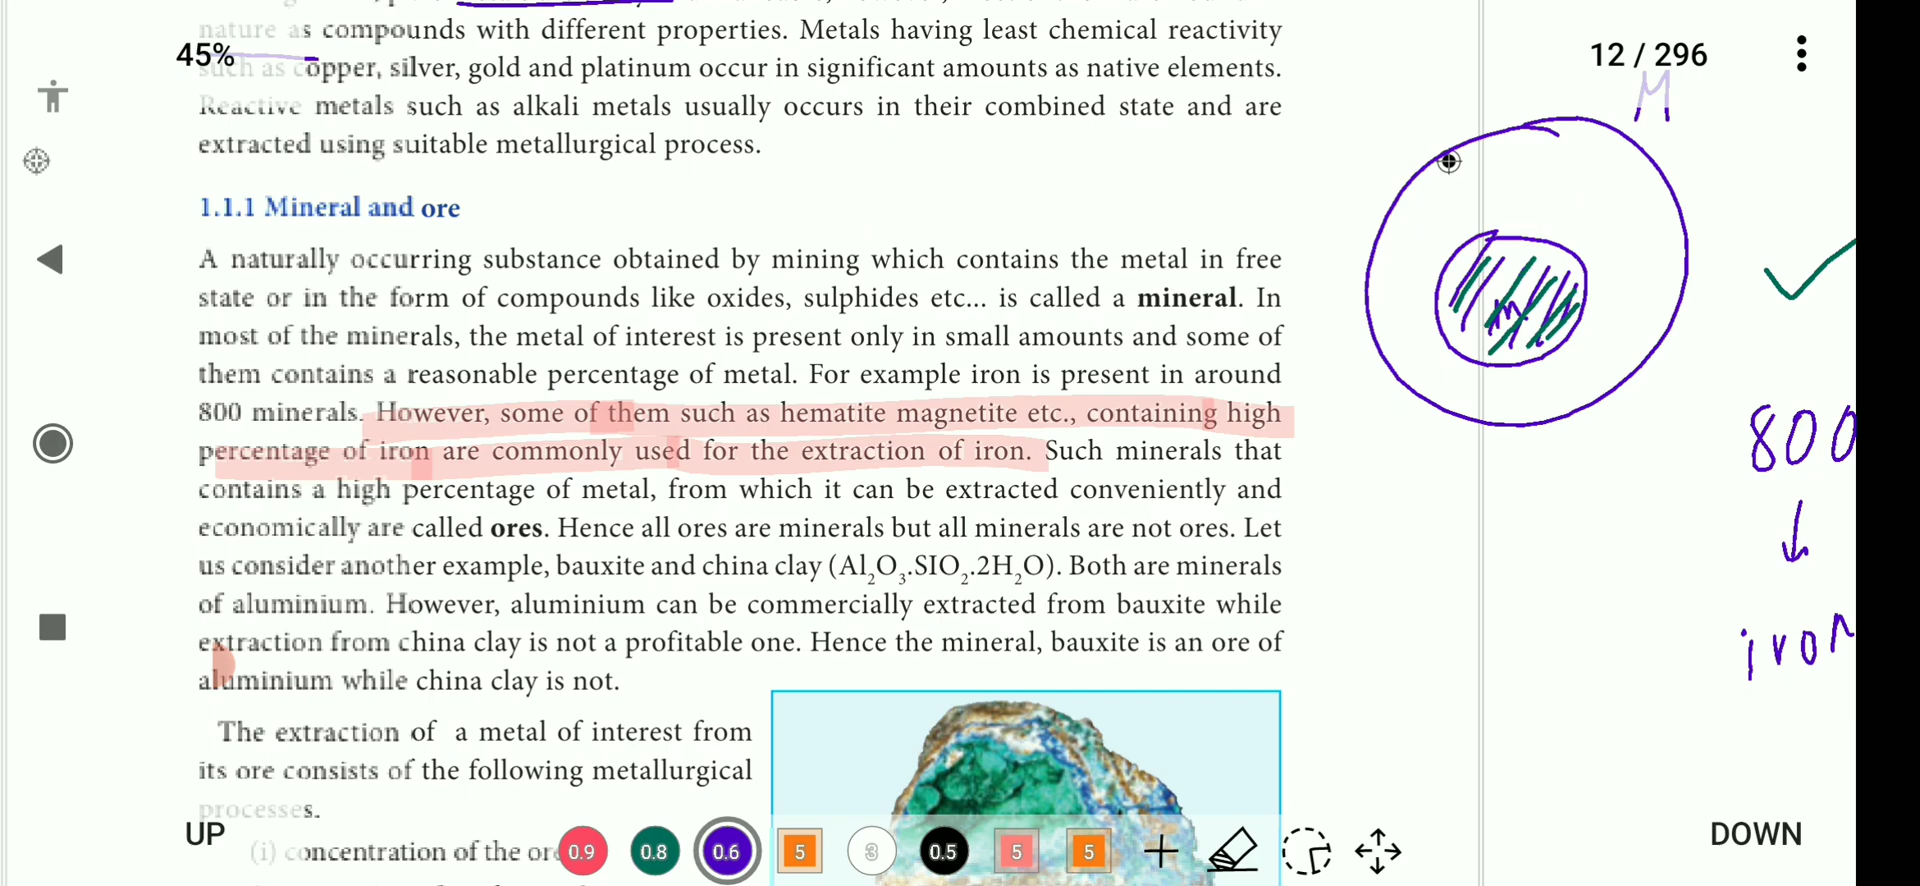 nature as compounds with different properties. Metals having least chemical reactivity
45%
12 / 296
such as copper, silver, gold and platinum occur in significant amounts as native elements.
M
Reactive metals such as alkali metals usually occurs in their combined state and are
extracted using suitable metallurgical process.
1.1.1 Mineral and ore
A naturally occurring substance obtained by mining which contains the metal in free
state or in the form of compounds like oxides, sulphides etc... is called a mineral. In
most of the minerals, the metal of interest is present only in small amounts and some of
them contains a reasonable percentage of metal. For example iron is present in around
800 minerals. However, some of them such as hematite magnetite etc., containing high
percentage of iron are commonly used for the extraction of iron. Such minerals that
contains a high percentage of metal, from which it can be extracted conveniently and
economically are called ores. Hence all ores are minerals but all minerals are not ores. Let
us consider another example, bauxite and china clay (Al₂O₃.SIO₂.2H₂O). Both are minerals
of aluminium. However, aluminium can be commercially extracted from bauxite while
extraction from china clay is not a profitable one. Hence the mineral, bauxite is an ore of
aluminium while china clay is not.
800
iron
The extraction of a metal of interest from
its ore consists of the following metallurgical
processes.
UP
DOWN
(i) concentration of the ore
0.9 0.8 0.6 5 3 0.5 5 5